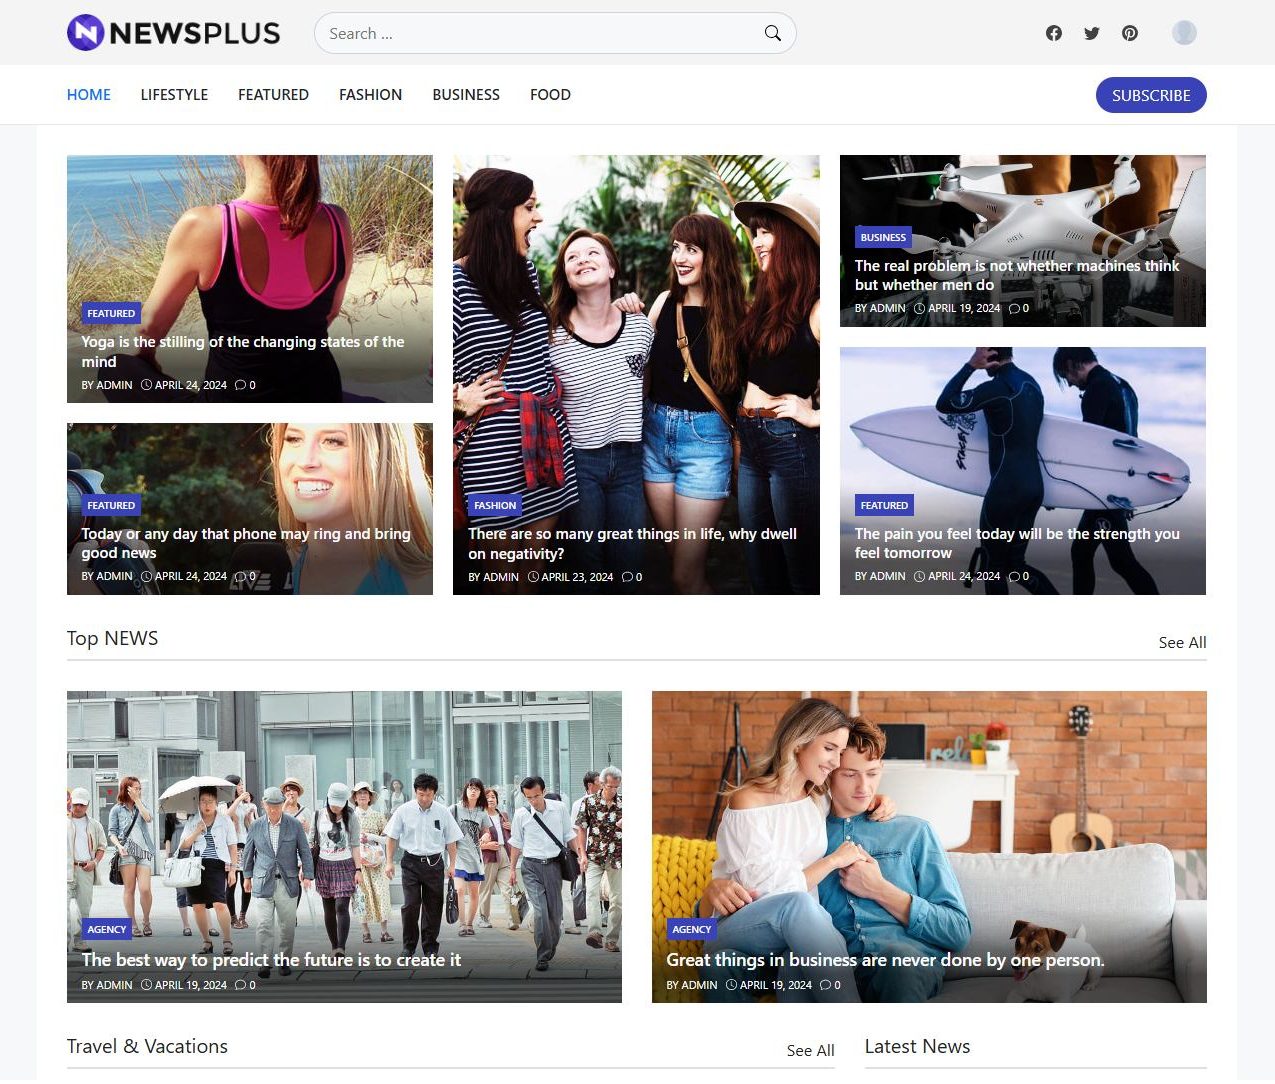 NEWSPLUS
Search ...
HOME LIFESTYLE FEATURED FASHION BUSINESS FOOD
SUBSCRIBE
FEATURED
Yoga is the stilling of the changing states of the
mind
BY ADMIN APRIL 24, 2024 0
FEATURED
Today or any day that phone may ring and bring
good news
BY ADMIN APRIL 24, 2024 0
FASHION
There are so many great things in life, why dwell
on negativity?
BY ADMIN APRIL 23, 2024 0
BUSINESS
The real problem is not whether machines think
but whether men do
BY ADMIN APRIL 19, 2024 0
FEATURED
The pain you feel today will be the strength you
feel tomorrow
BY ADMIN APRIL 24, 2024 0
Top NEWS
See All
AGENCY
The best way to predict the future is to create it
BY ADMIN APRIL 19, 2024 0
rel
AGENCY
Great things in business are never done by one person.
BY ADMIN APRIL 19, 2024 0
Travel & Vacations
See All
Latest News